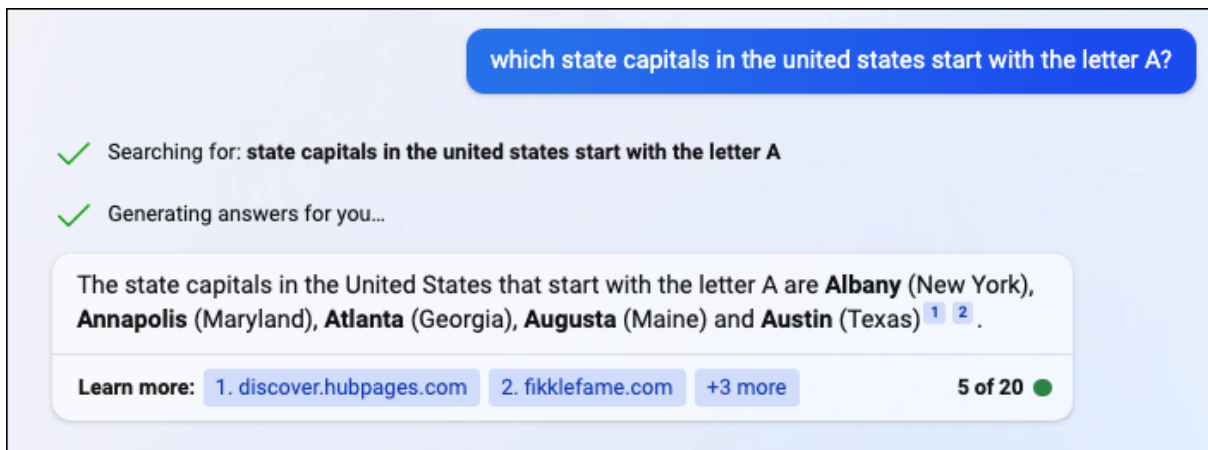 which state capitals in the united states start with the letter A?
Searching for: state capitals in the united states start with the letter A
Generating answers for you…
The state capitals in the United States that start with the letter A are Albany (New York),
Annapolis (Maryland), Atlanta (Georgia), Augusta (Maine) and Austin (Texas) 1 2 .
Learn more: 1. discover.hubpages.com 2. fikklefame.com +3 more 5 of 20